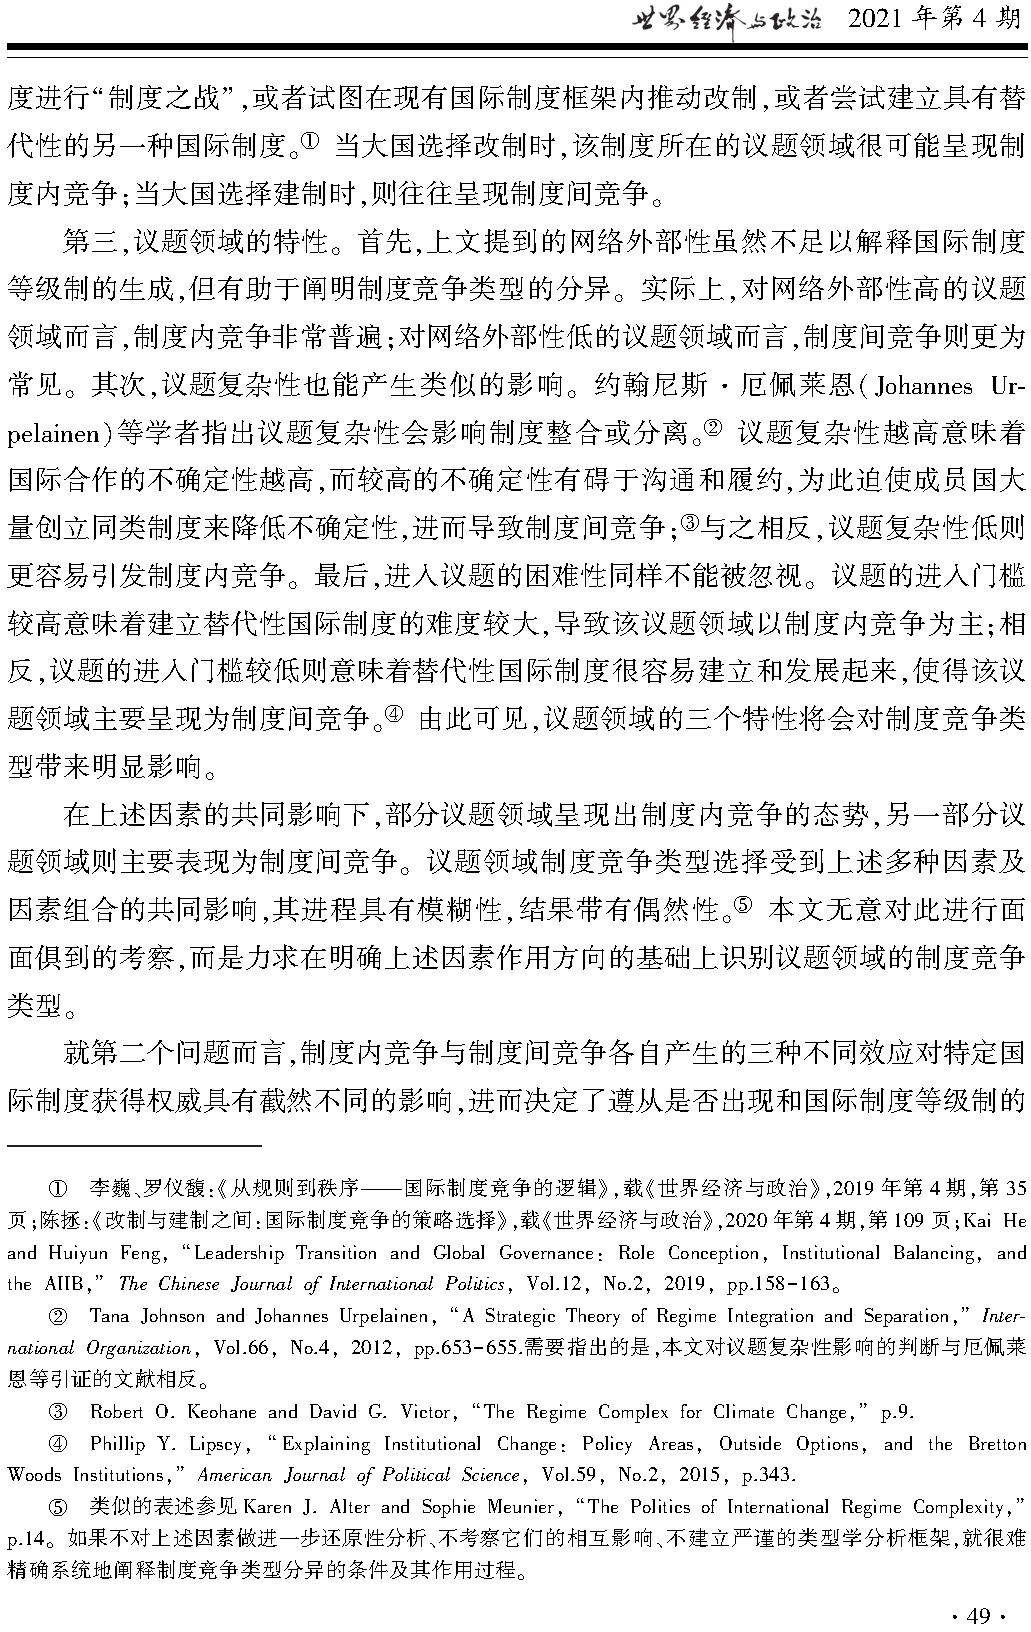 世界经济与政治 2021 年第 4 期
度进行“制度之战”,或者试图在现有国际制度框架内推动改制,或者尝试建立具有替
代性的另一种国际制度。① 当大国选择改制时,该制度所在的议题领域很可能呈现制
度内竞争;当大国选择建制时,则往往呈现制度间竞争。
第三,议题领域的特性。首先,上文提到的网络外部性虽然不足以解释国际制度
等级制的生成,但有助于阐明制度竞争类型的分异。实际上,对网络外部性高的议题
领域而言,制度内竞争非常普遍;对网络外部性低的议题领域而言,制度间竞争则更为
常见。其次,议题复杂性也能产生类似的影响。约翰尼斯·厄佩莱恩(Johannes Ur-
pelainen)等学者指出议题复杂性会影响制度整合或分离。② 议题复杂性越高意味着
国际合作的不确定性越高,而较高的不确定性有碍于沟通和履约,为此迫使成员国大
量创立同类制度来降低不确定性,进而导致制度间竞争;③与之相反,议题复杂性低则
更容易引发制度内竞争。最后,进入议题的困难性同样不能被忽视。议题的进入门槛
较高意味着建立替代性国际制度的难度较大,导致该议题领域以制度内竞争为主;相
反,议题的进入门槛较低则意味着替代性国际制度很容易建立和发展起来,使得该议
题领域主要呈现为制度间竞争。④ 由此可见,议题领域的三个特性将会对制度竞争类
型带来明显影响。
在上述因素的共同影响下,部分议题领域呈现出制度内竞争的态势,另一部分议
题领域则主要表现为制度间竞争。议题领域制度竞争类型选择受到上述多种因素及
因素组合的共同影响,其进程具有模糊性,结果带有偶然性。⑤ 本文无意对此进行面
面俱到的考察,而是力求在明确上述因素作用方向的基础上识别议题领域的制度竞争
类型。
就第二个问题而言,制度内竞争与制度间竞争各自产生的三种不同效应对特定国
际制度获得权威具有截然不同的影响,进而决定了遵从是否出现和国际制度等级制的
① 李巍、罗仪馥:《从规则到秩序——国际制度竞争的逻辑》,载《世界经济与政治》,2019 年第 4 期,第 35
页;陈拯:《改制与建制之间:国际制度竞争的策略选择》,载《世界经济与政治》,2020 年第 4 期,第 109 页;Kai He
and Huiyun Feng, “Leadership Transition and Global Governance: Role Conception, Institutional Balancing, and
the AIIB,” The Chinese Journal of International Politics, Vol.12, No.2, 2019, pp.158-163。
② Tana Johnson and Johannes Urpelainen, “A Strategic Theory of Regime Integration and Separation,” Inter-
national Organization, Vol.66, No.4, 2012, pp.653-655.需要指出的是,本文对议题复杂性影响的判断与厄佩莱
恩等引证的文献相反。
③ Robert O. Keohane and David G. Victor, “The Regime Complex for Climate Change,” p.9.
④ Phillip Y. Lipscy, “Explaining Institutional Change: Policy Areas, Outside Options, and the Bretton
Woods Institutions,” American Journal of Political Science, Vol.59, No.2, 2015, p.343.
⑤ 类似的表述参见 Karen J. Alter and Sophie Meunier, “The Politics of International Regime Complexity,”
p.14。如果不对上述因素做进一步还原性分析、不考察它们的相互影响、不建立严谨的类型学分析框架,就很难
精确系统地阐释制度竞争类型分异的条件及其作用过程。
· 49 ·